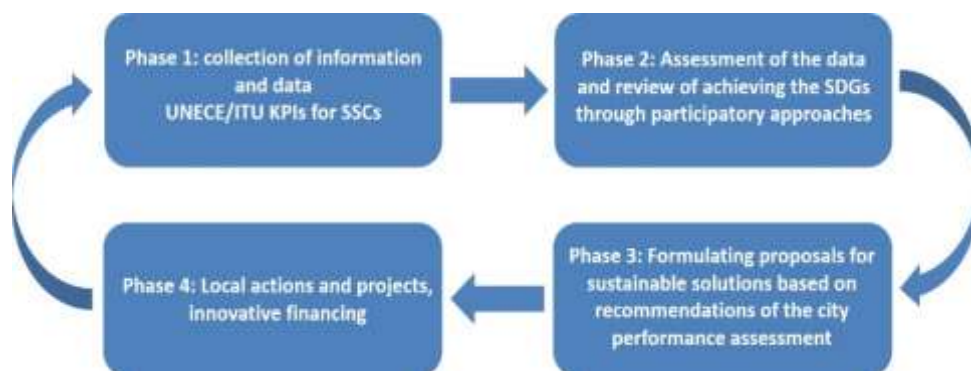 Phase 1: collection of information
and data
UNECE/ITU KPIs for SSCs
Phase 2: Assessment of the data
and review of achieving the SDGs
through participatory approaches
Phase 3: Formulating proposals for
sustainable solutions based on
recommendations of the city
performance assessment
Phase 4: Local actions and projects,
innovative financing